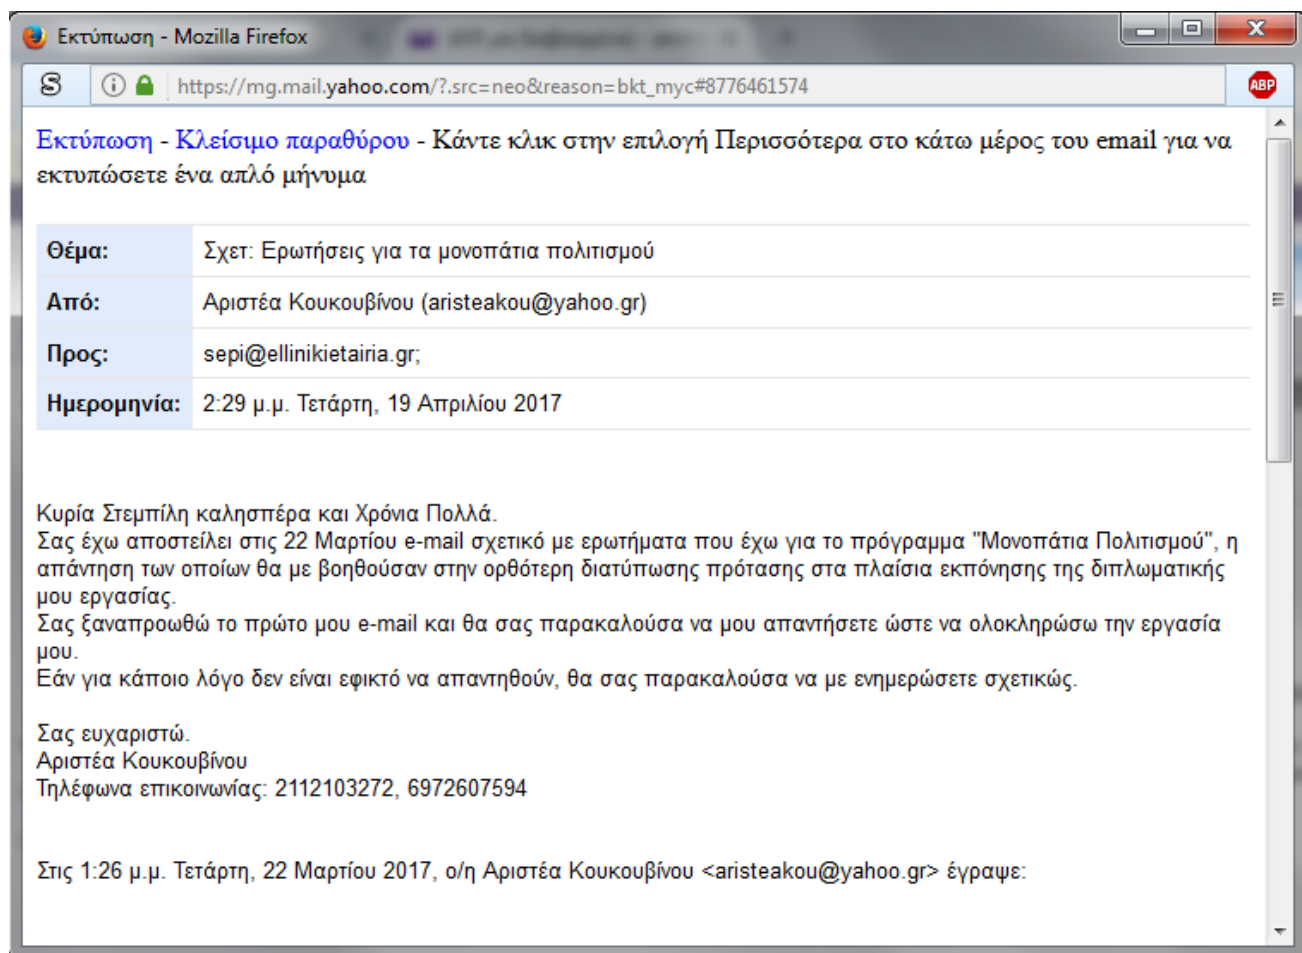 Εκτύπωση - Mozilla Firefox
S
https://mg.mail.yahoo.com/?.src=neo&reason=bkt_myc#8776461574
ABP
Εκτύπωση - Κλείσιμο παραθύρου - Κάντε κλικ στην επιλογή Περισσότερα στο κάτω μέρος του email για να
εκτυπώσετε ένα απλό μήνυμα
Θέμα: Σχετ: Ερωτήσεις για τα μονοπάτια πολιτισμού
Από: Αριστέα Κουκουβίνου (aristeakou@yahoo.gr)
Προς: sepi@ellinikietairia.gr;
Ημερομηνία: 2:29 μ.μ. Τετάρτη, 19 Απριλίου 2017
Κυρία Στεμπίλη καλησπέρα και Χρόνια Πολλά.
Σας έχω αποστείλει στις 22 Μαρτίου e-mail σχετικό με ερωτήματα που έχω για το πρόγραμμα "Μονοπάτια Πολιτισμού", η
απάντηση των οποίων θα με βοηθούσαν στην ορθότερη διατύπωσης πρότασης στα πλαίσια εκπόνησης της διπλωματικής
μου εργασίας.
Σας ξαναπροωθώ το πρώτο μου e-mail και θα σας παρακαλούσα να μου απαντήσετε ώστε να ολοκληρώσω την εργασία
μου.
Εάν για κάποιο λόγο δεν είναι εφικτό να απαντηθούν, θα σας παρακαλούσα να με ενημερώσετε σχετικώς.
Σας ευχαριστώ.
Αριστέα Κουκουβίνου
Τηλέφωνα επικοινωνίας: 2112103272, 6972607594
Στις 1:26 μ.μ. Τετάρτη, 22 Μαρτίου 2017, ο/η Αριστέα Κουκουβίνου <aristeakou@yahoo.gr> έγραψε: